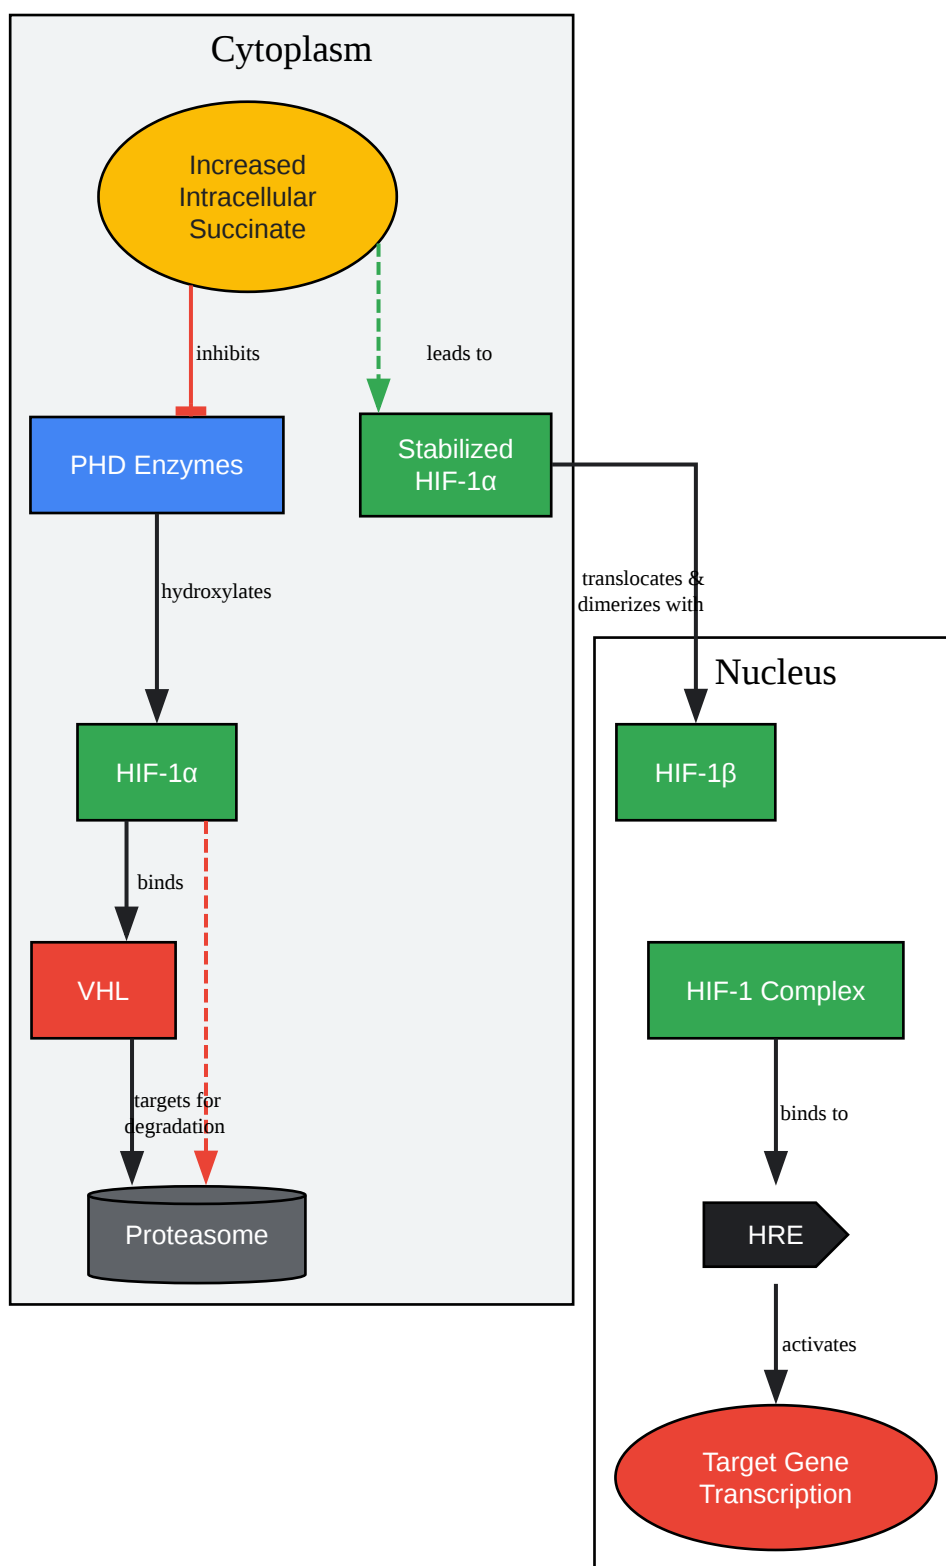 Cytoplasm
Increased
Intracellular
Succinate
inhibits
leads to
PHD Enzymes
Stabilized
HIF-1α
hydroxylates
translocates &
dimerizes with
Nucleus
HIF-1α
HIF-1β
binds
VHL
HIF-1 Complex
targets for
degradation
binds to
Proteasome
HRE
activates
Target Gene
Transcription